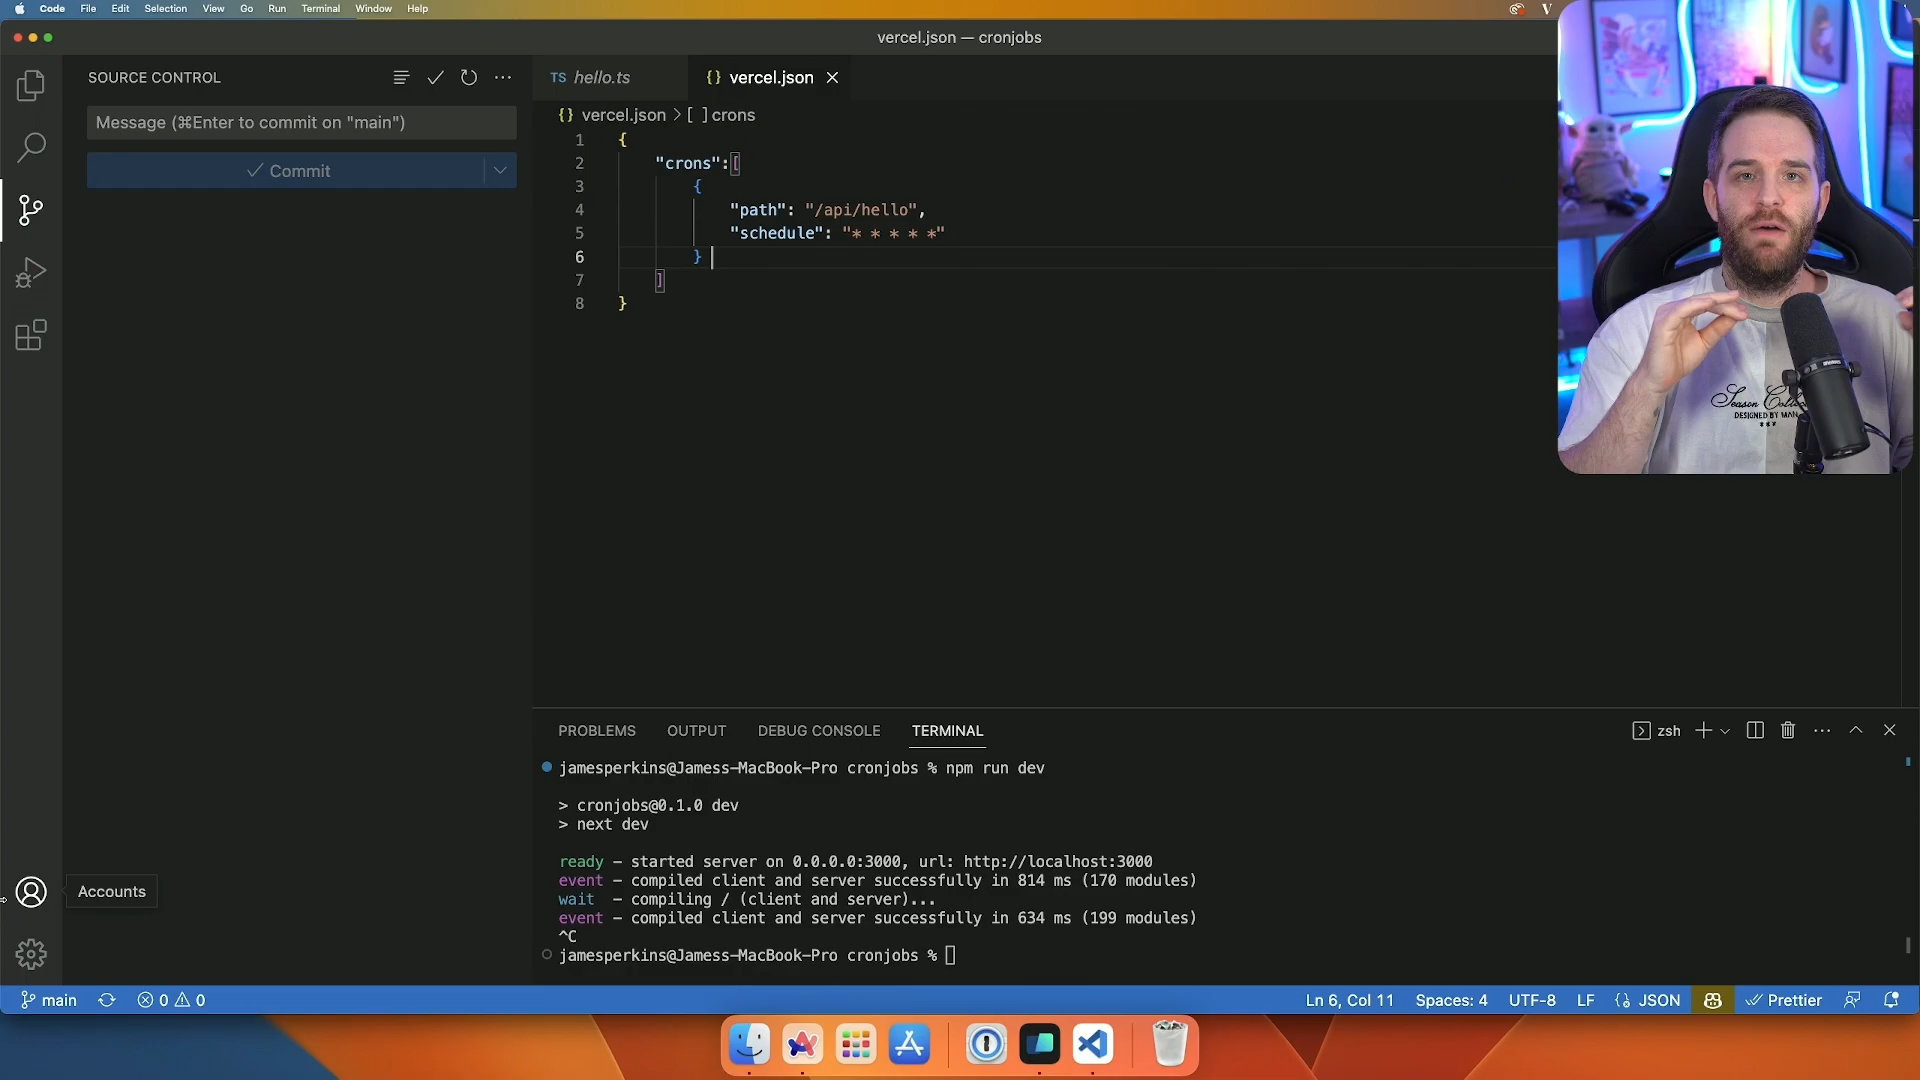 Code File Edit Selection View Go Run Terminal Window Help
vercel.json — cronjobs
SOURCE CONTROL
Message (⌘Enter to commit on "main")
Commit
TS hello.ts
{} vercel.json
{} vercel.json > [ ] crons
1 {
2 "crons":[
3 {
4 "path": "/api/hello",
5 "schedule": "* * * * *"
6 }
7 ]
8 }
DESIGNED BY MAN
***
PROBLEMS OUTPUT DEBUG CONSOLE TERMINAL
zsh
jamesperkins@Jamess-MacBook-Pro cronjobs % npm run dev
> cronjobs@0.1.0 dev
> next dev
ready - started server on 0.0.0.0:3000, url: http://localhost:3000
event - compiled client and server successfully in 814 ms (170 modules)
wait - compiling / (client and server)...
event - compiled client and server successfully in 634 ms (199 modules)
^C
jamesperkins@Jamess-MacBook-Pro cronjobs %
Accounts
main 0 0 Ln 6, Col 11 Spaces: 4 UTF-8 LF {} JSON Prettier